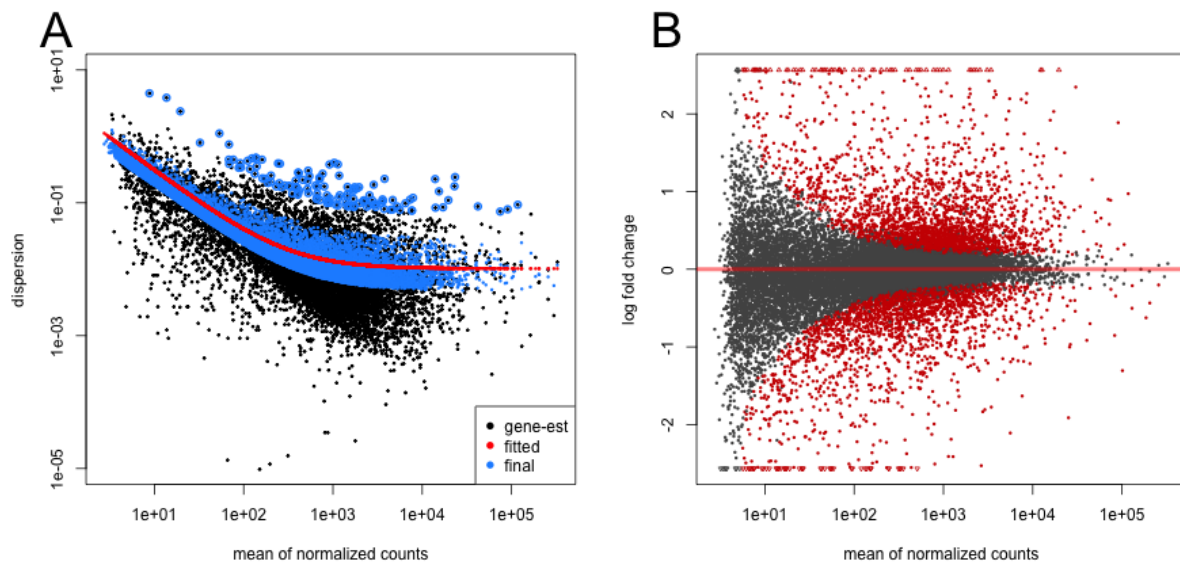 A
1e+01
1e-01
1e-03
1e-05
dispersion
gene-est
fitted
final
1e+01 1e+02 1e+03 1e+04 1e+05
mean of normalized counts
B
2
1
0
-1
-2
log fold change
1e+01 1e+02 1e+03 1e+04 1e+05
mean of normalized counts